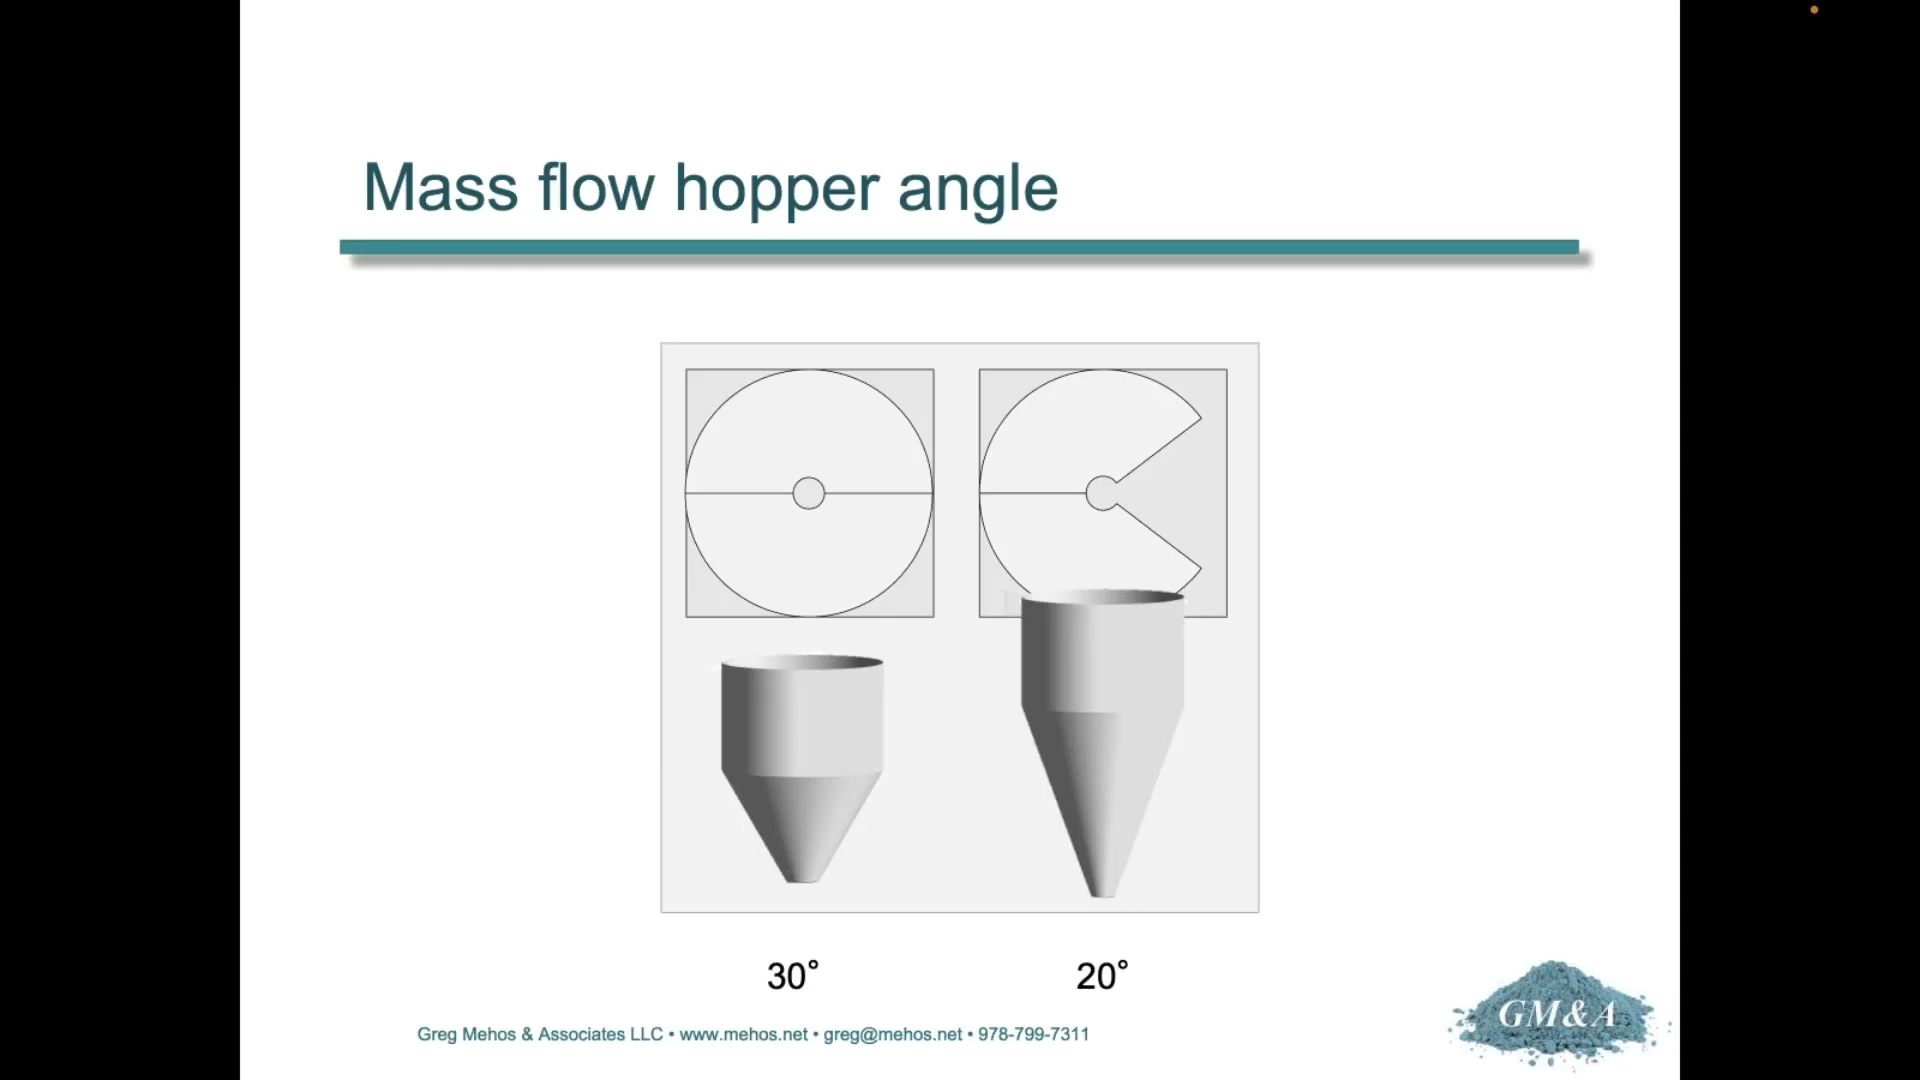 Mass flow hopper angle
30° 20°
Greg Mehos & Associates LLC • www.mehos.net • greg@mehos.net • 978-799-7311
GM&A